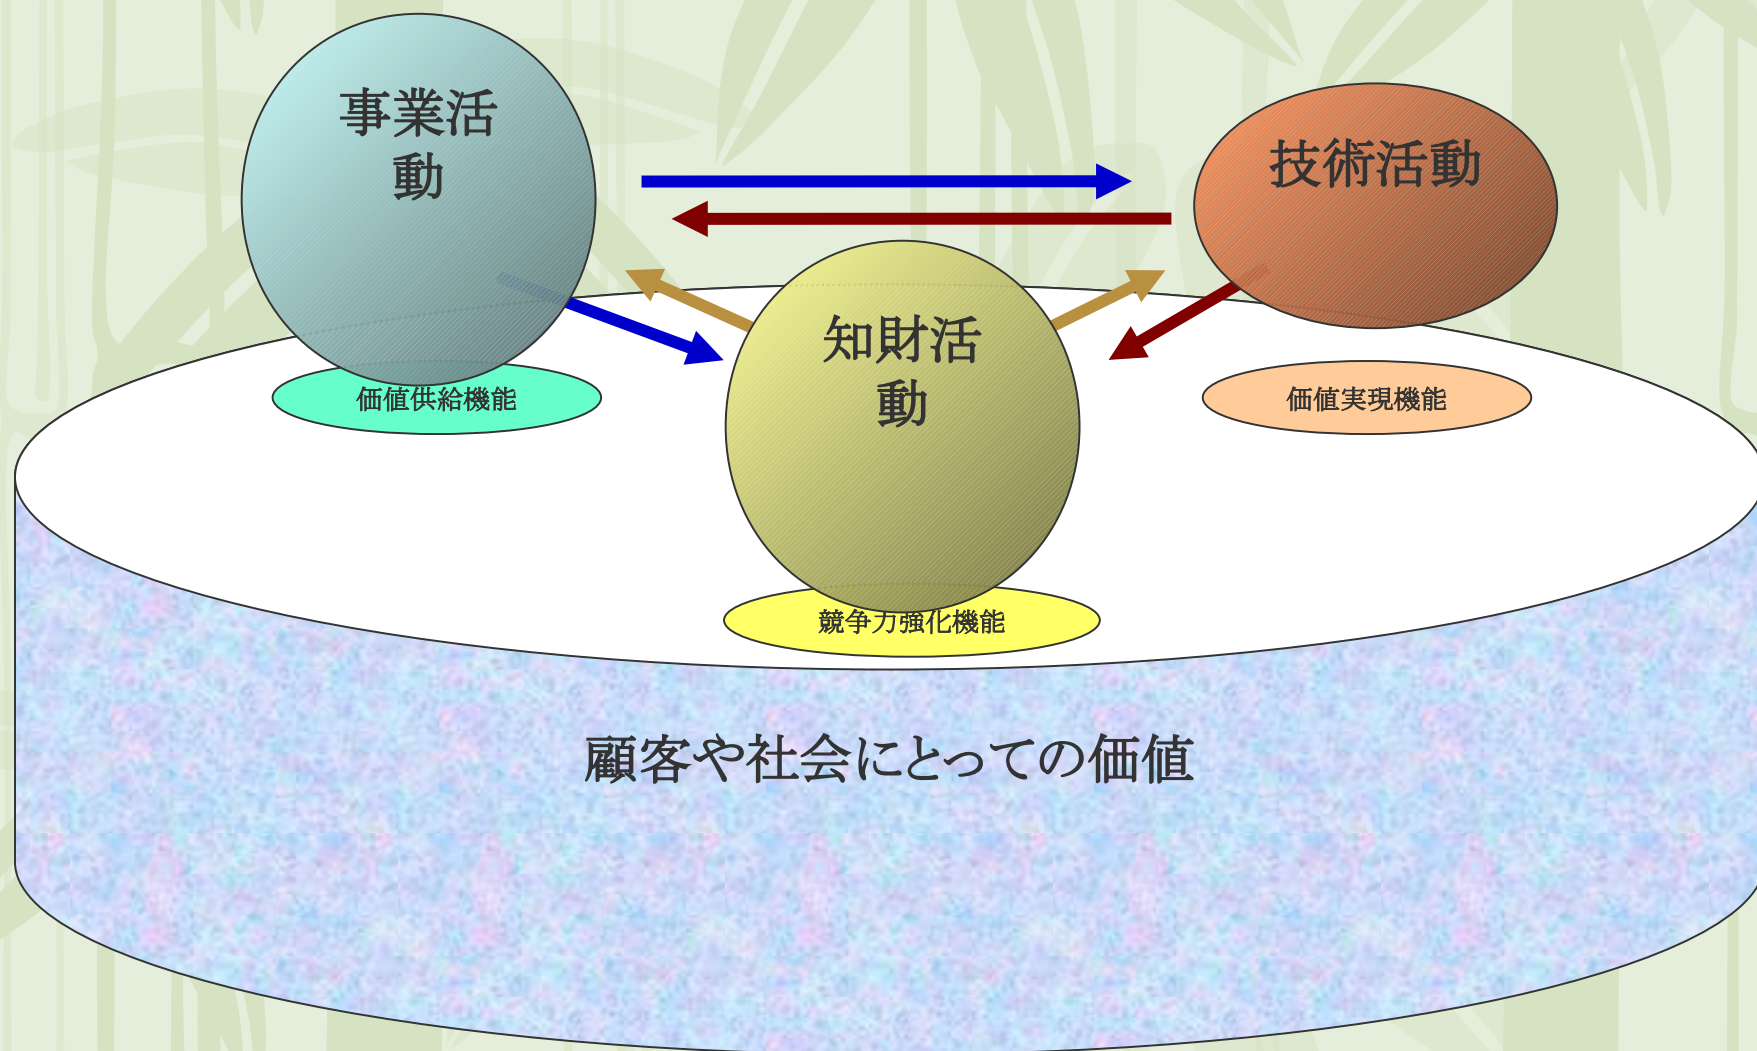 事業活
動
技術活動
知財活
動
価値供給機能
価値実現機能
競争力強化機能
顧客や社会にとっての価値